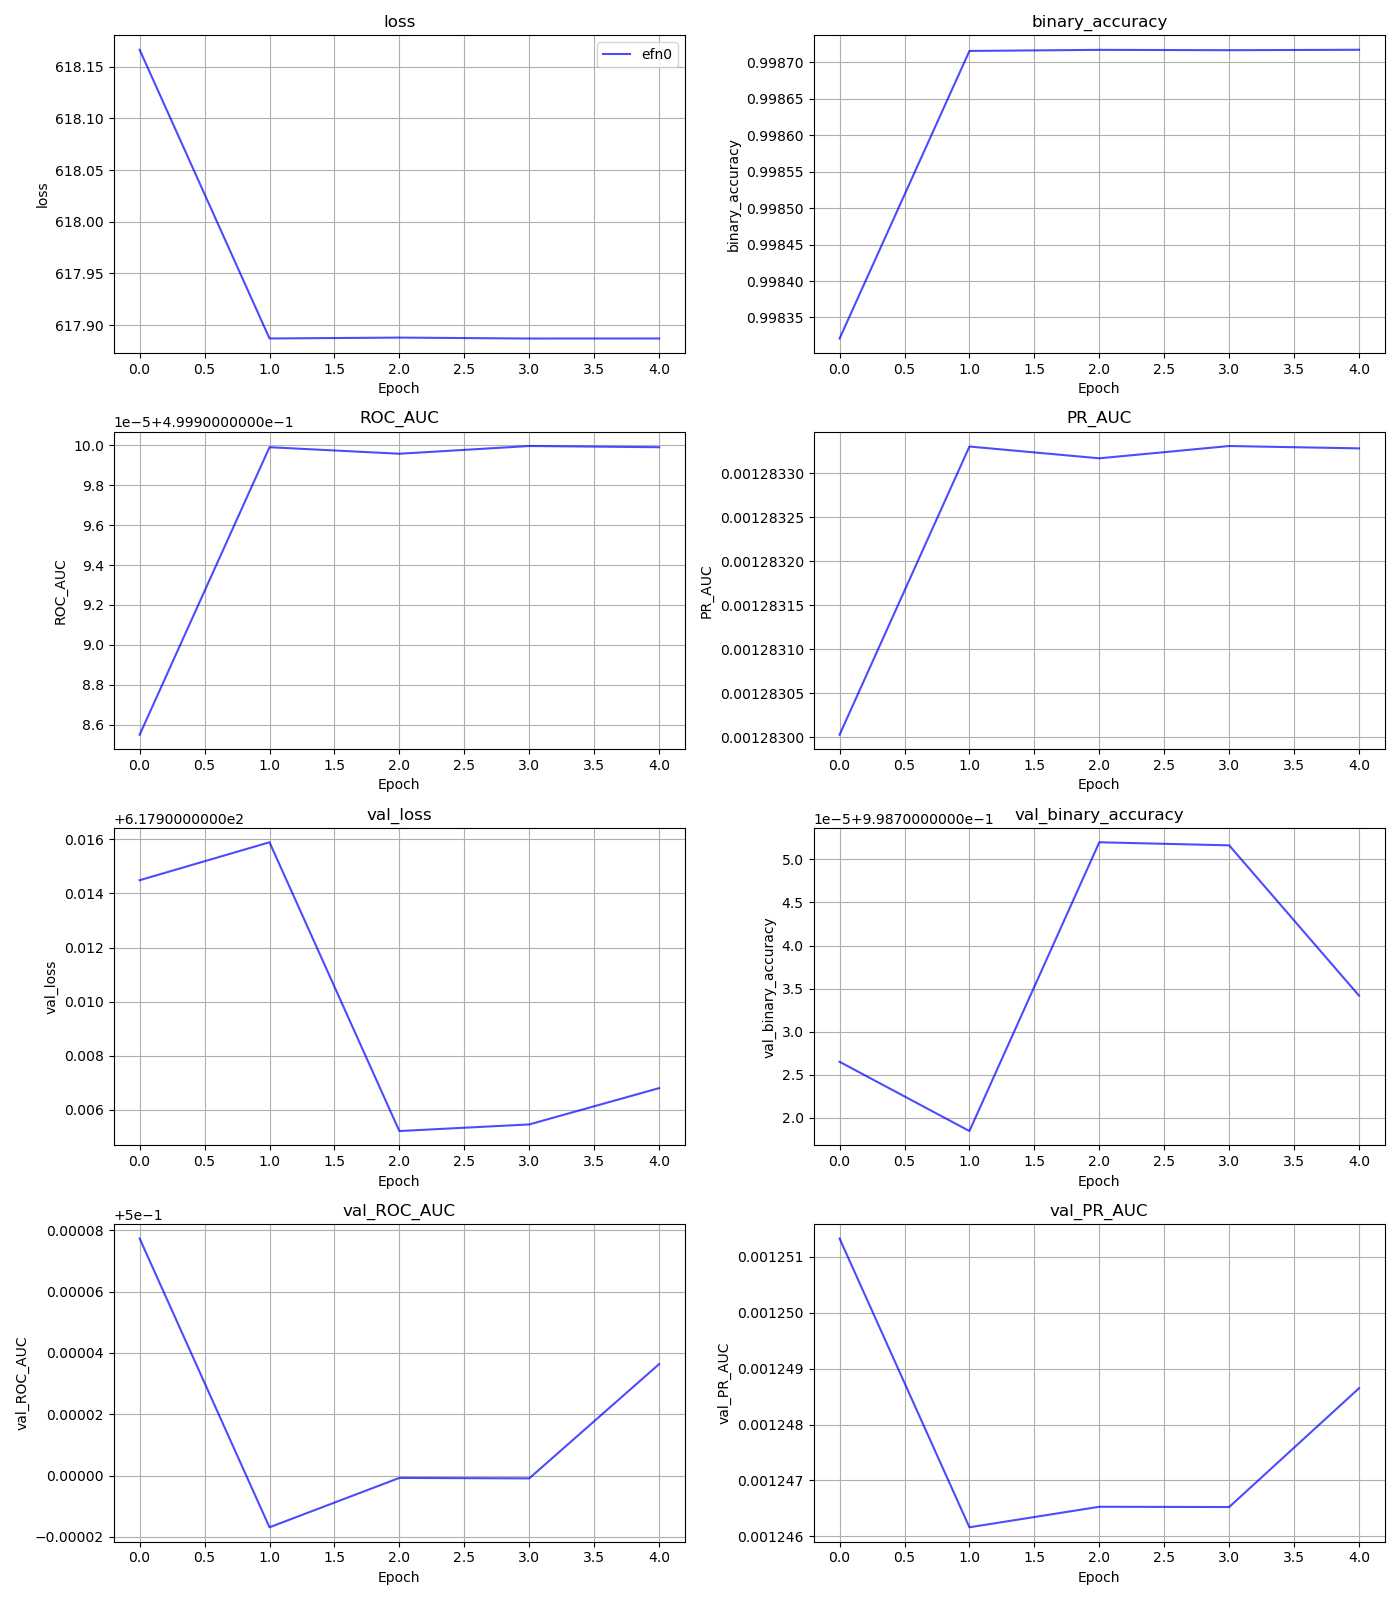 loss
efn0
618.15
618.10
618.05
618.00
617.95
617.90
loss
0.0 0.5 1.0 1.5 2.0 2.5 3.0 3.5 4.0
Epoch
binary_accuracy
0.99870
0.99865
0.99860
0.99855
0.99850
0.99845
0.99840
0.99835
binary_accuracy
0.0 0.5 1.0 1.5 2.0 2.5 3.0 3.5 4.0
Epoch
ROC_AUC
1e−5+4.9990000000e−1
10.0
9.8
9.6
9.4
9.2
9.0
8.8
8.6
ROC_AUC
0.0 0.5 1.0 1.5 2.0 2.5 3.0 3.5 4.0
Epoch
PR_AUC
0.00128330
0.00128325
0.00128320
0.00128315
0.00128310
0.00128305
0.00128300
PR_AUC
0.0 0.5 1.0 1.5 2.0 2.5 3.0 3.5 4.0
Epoch
val_loss
+6.1790000000e2
0.016
0.014
0.012
0.010
0.008
0.006
val_loss
0.0 0.5 1.0 1.5 2.0 2.5 3.0 3.5 4.0
Epoch
val_binary_accuracy
1e−5+9.9870000000e−1
5.0
4.5
4.0
3.5
3.0
2.5
2.0
val_binary_accuracy
0.0 0.5 1.0 1.5 2.0 2.5 3.0 3.5 4.0
Epoch
val_ROC_AUC
+5e−1
0.00008
0.00006
0.00004
0.00002
0.00000
−0.00002
val_ROC_AUC
0.0 0.5 1.0 1.5 2.0 2.5 3.0 3.5 4.0
Epoch
val_PR_AUC
0.001251
0.001250
0.001249
0.001248
0.001247
0.001246
val_PR_AUC
0.0 0.5 1.0 1.5 2.0 2.5 3.0 3.5 4.0
Epoch